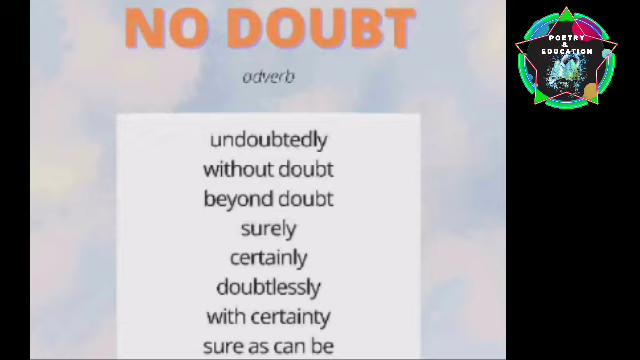 NO DOUBT
adverb
undoubtedly
without doubt
beyond doubt
surely
certainly
doubtlessly
with certainty
sure as can be
POETRY
&
EDUCATION